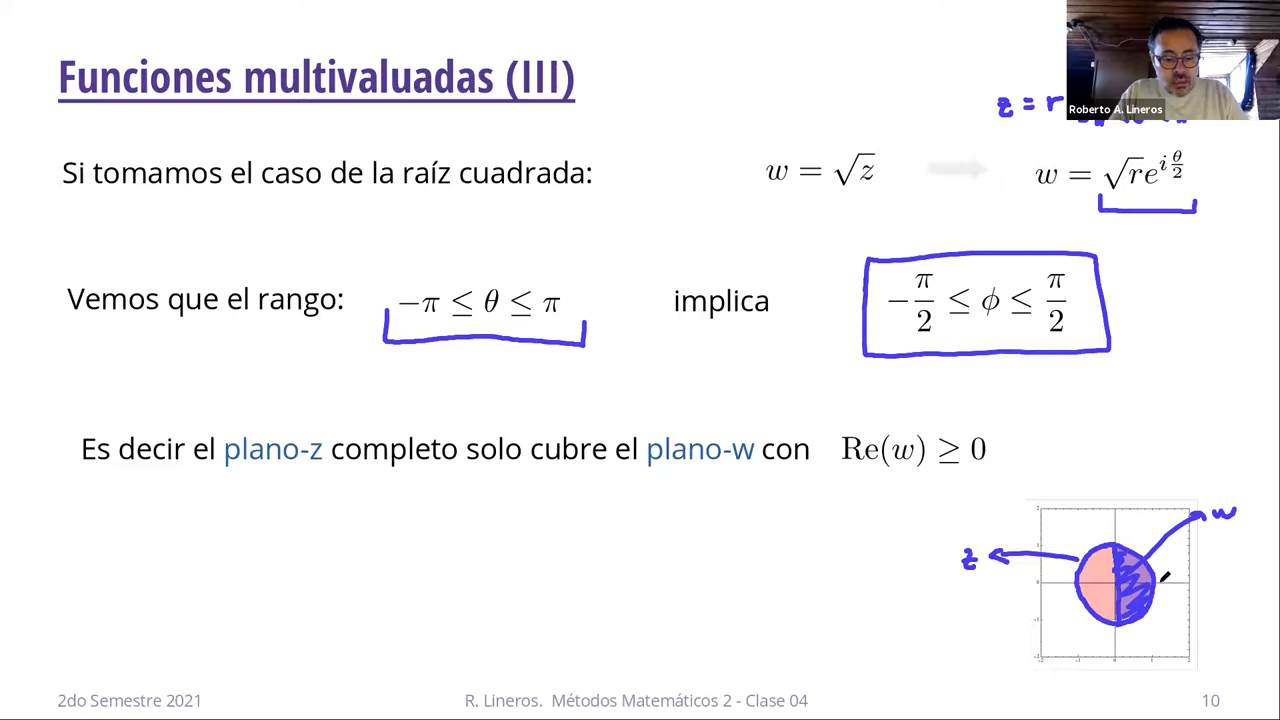 Funciones multivaluadas (III)
z = r
Roberto A. Lineros
Si tomamos el caso de la raíz cuadrada: w = √z w = √r e^{i θ/2}
Vemos que el rango: −π ≤ θ ≤ π implica −π/2 ≤ ϕ ≤ π/2
Es decir el plano-z completo solo cubre el plano-w con Re(w) ≥ 0
w
z
2do Semestre 2021 R. Lineros. Métodos Matemáticos 2 - Clase 04 10